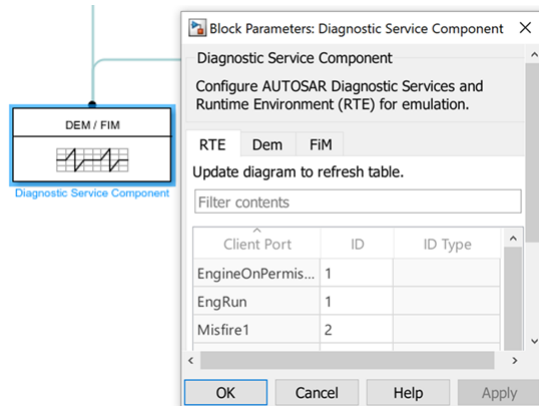 Block Parameters: Diagnostic Service Component
Diagnostic Service Component
Configure AUTOSAR Diagnostic Services and
Runtime Environment (RTE) for emulation.
RTE Dem FiM
Update diagram to refresh table.
Filter contents
Client Port ID ID Type
EngineOnPermis... 1
EngRun 1
Misfire1 2
OK Cancel Help Apply
DEM / FIM
Diagnostic Service Component